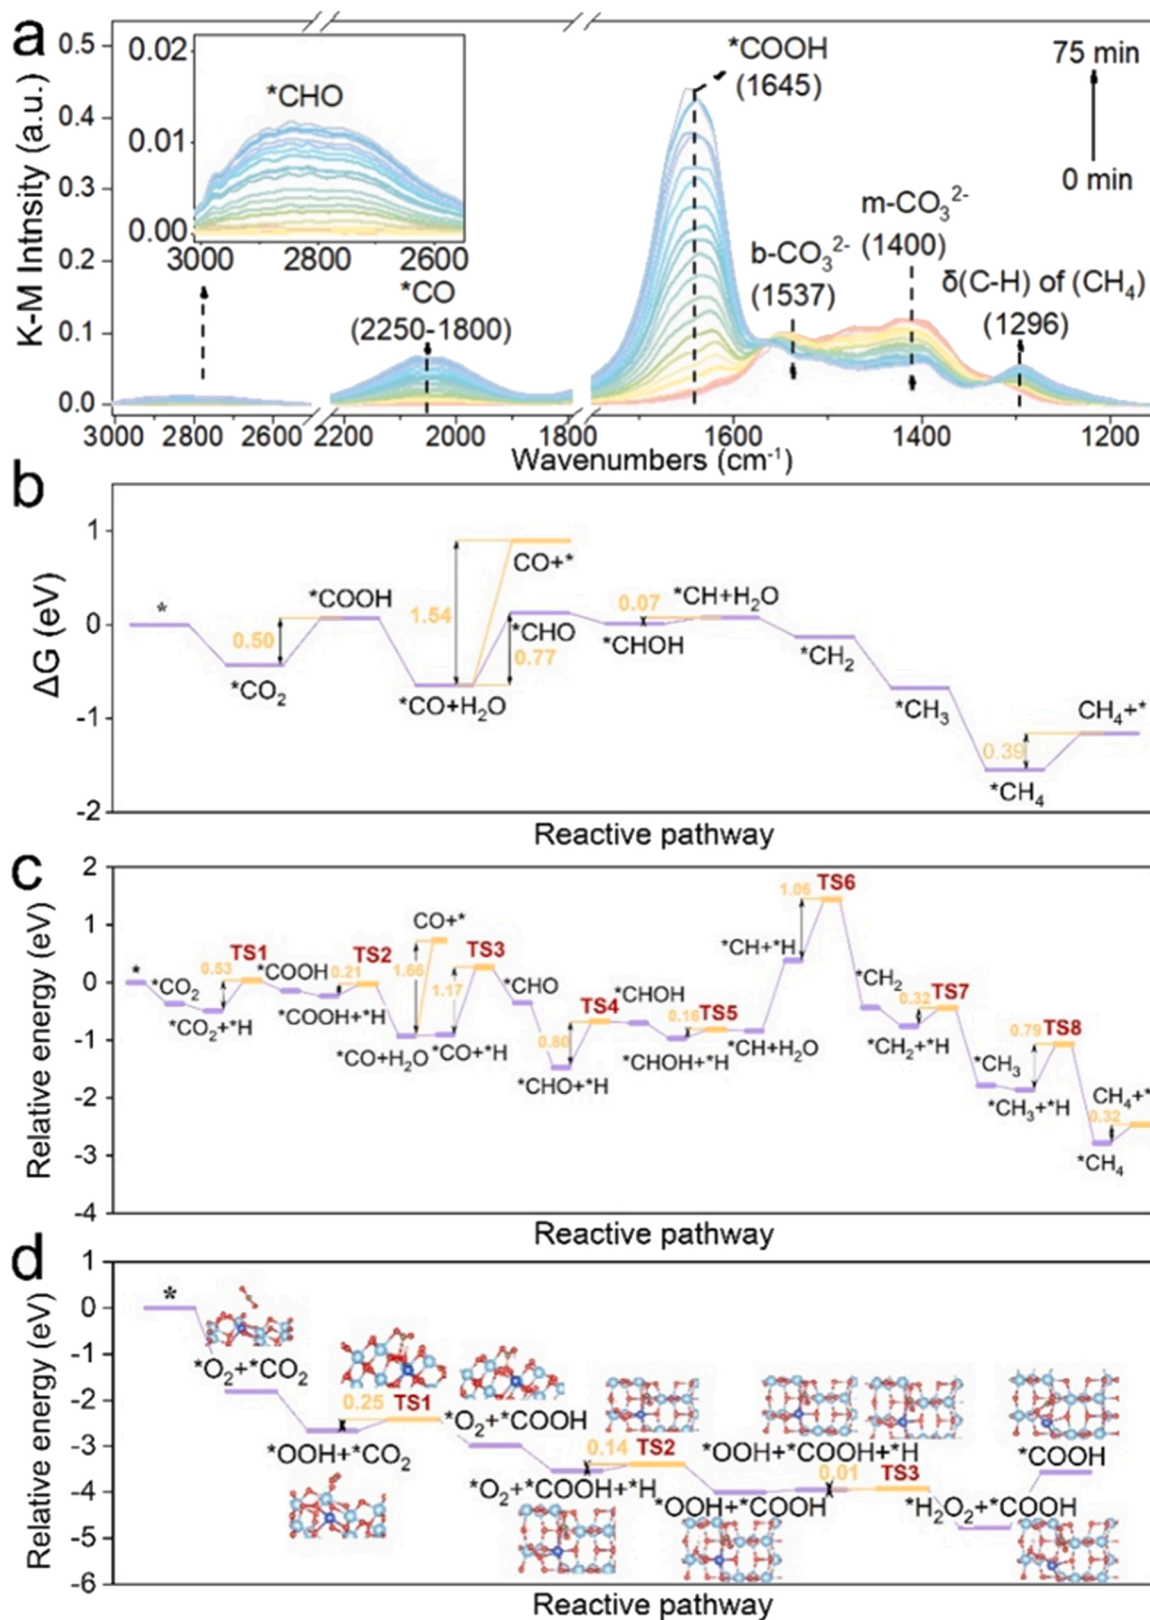 a
K-M Intnsity (a.u.)
0.5
0.4
0.3
0.2
0.1
0.0
0.02
0.01
0.00
*CHO
3000 2800 2600
*CO
(2250-1800)
*COOH
(1645)
75 min
0 min
m-CO₃²⁻
(1400)
b-CO₃²⁻
(1537)
δ(C-H) of (CH₄)
(1296)
3000 2800 2600 2200 2000 1800 1600 1400 1200
Wavenumbers (cm⁻¹)
b
ΔG (eV)
1
0
-1
-2
*
0.50
*CO₂
*COOH
1.54
*CO+H₂O
CO+*
*CHO
0.77
0.07
*CHOH
*CH+H₂O
*CH₂
*CH₃
0.39
*CH₄
CH₄+*
Reactive pathway
c
Relative energy (eV)
2
1
0
-1
-2
-3
-4
*
*CO₂
*CO₂+*H
0.53
TS1
*COOH
*COOH+*H
0.21
TS2
*CO+H₂O
CO+*
1.66
*CO+*H
1.17
TS3
*CHO
*CHO+*H
0.80
TS4
*CHOH
*CHOH+*H
0.16
TS5
*CH+H₂O
*CH+*H
1.06
TS6
*CH₂
*CH₂+*H
0.32
TS7
*CH₃
*CH₃+*H
0.79
TS8
*CH₄
0.32
CH₄+*
Reactive pathway
d
Relative energy (eV)
1
0
-1
-2
-3
-4
-5
-6
*
*O₂+*CO₂
*OOH+*CO₂
0.25
TS1
*O₂+*COOH
*O₂+*COOH+*H
0.14
TS2
*OOH+*COOH
*OOH+*COOH+*H
0.01
TS3
*H₂O₂+*COOH
*COOH
Reactive pathway